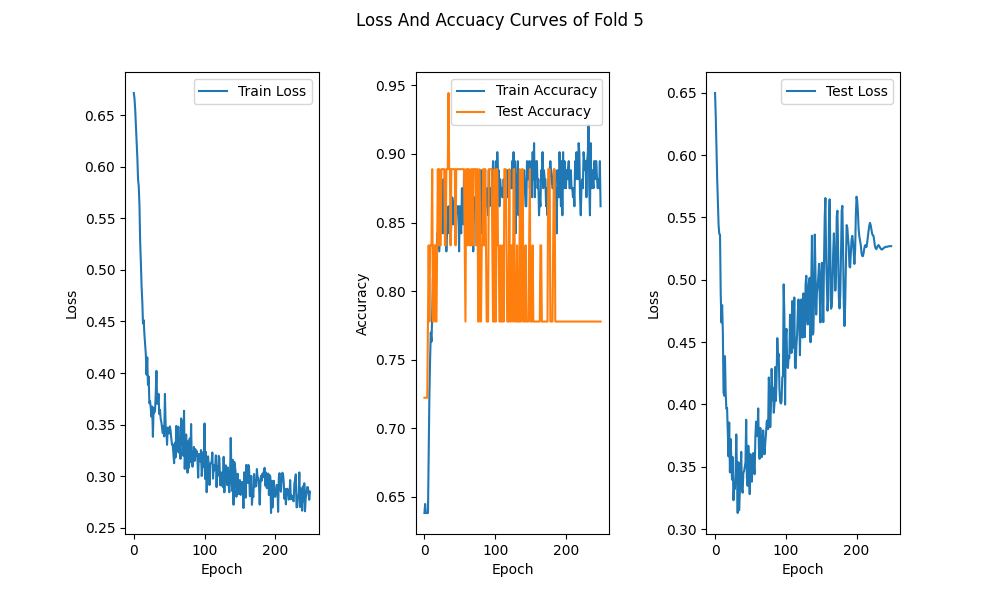 Loss And Accuacy Curves of Fold 5
Train Loss
0.65
0.60
0.55
0.50
0.45
0.40
0.35
0.30
0.25
Loss
0 100 200
Epoch
Train Accuracy
Test Accuracy
0.95
0.90
0.85
0.80
0.75
0.70
0.65
Accuracy
0 100 200
Epoch
Test Loss
0.65
0.60
0.55
0.50
0.45
0.40
0.35
0.30
Loss
0 100 200
Epoch